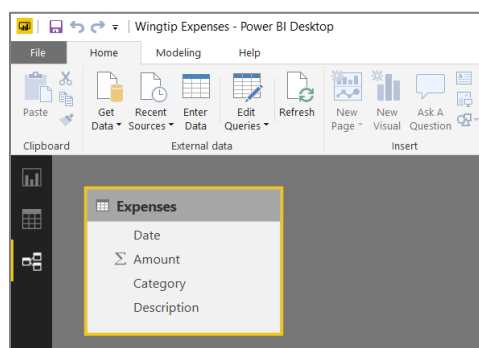 Wingtip Expenses - Power BI Desktop
File Home Modeling Help
Paste Get Data Recent Sources Enter Data Edit Queries Refresh New Page New Visual Ask A Question
Clipboard External data Insert
Expenses
Date
Σ Amount
Category
Description